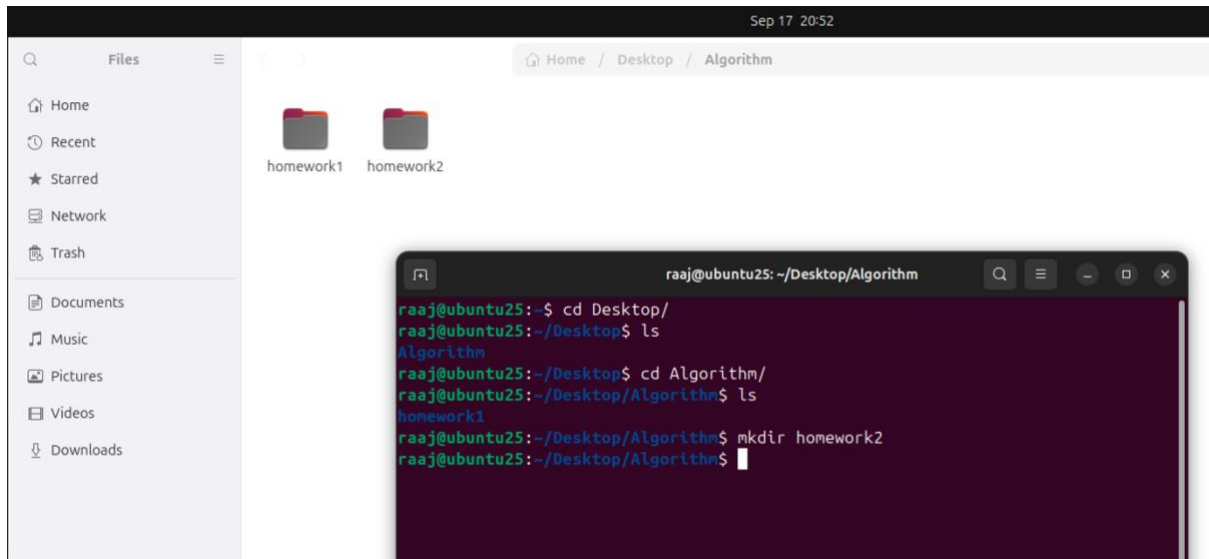 Sep 17 20:52
Files
Home / Desktop / Algorithm
Home
Recent
Starred
Network
Trash
Documents
Music
Pictures
Videos
Downloads
homework1 homework2
raaj@ubuntu25: ~/Desktop/Algorithm
raaj@ubuntu25:~$ cd Desktop/
raaj@ubuntu25:~/Desktop$ ls
Algorithm
raaj@ubuntu25:~/Desktop$ cd Algorithm/
raaj@ubuntu25:~/Desktop/Algorithm$ ls
homework1
raaj@ubuntu25:~/Desktop/Algorithm$ mkdir homework2
raaj@ubuntu25:~/Desktop/Algorithm$